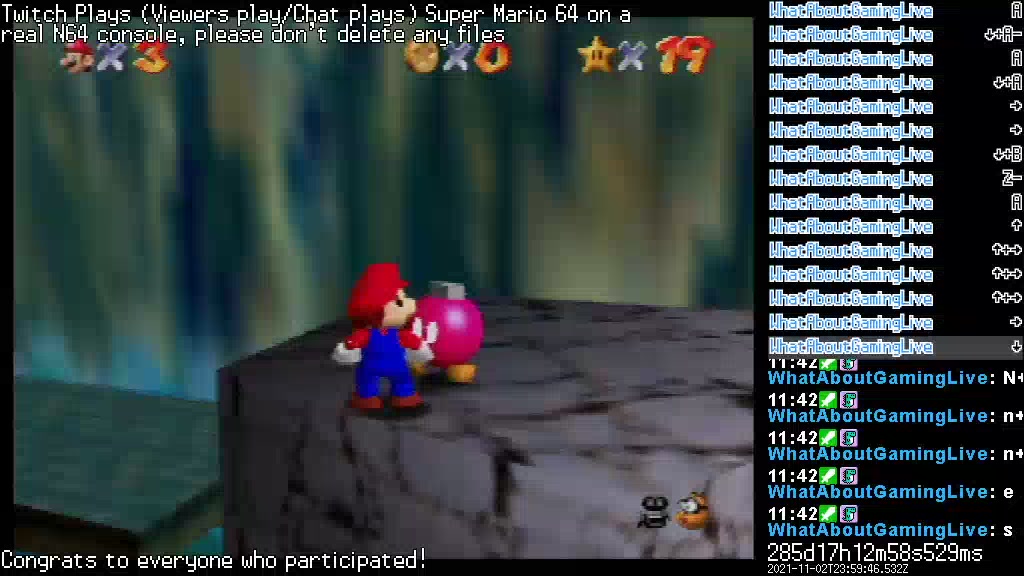 Twitch Plays (Viewers play/Chat plays) Super Mario 64 on a
real N64 console, please don't delete any files
×3
×0
×19
WhatAboutGamingLive A
WhatAboutGamingLive ↓+A-
WhatAboutGamingLive A
WhatAboutGamingLive ↓+A
WhatAboutGamingLive →
WhatAboutGamingLive →
WhatAboutGamingLive ↓+B
WhatAboutGamingLive Z-
WhatAboutGamingLive A
WhatAboutGamingLive ↑
WhatAboutGamingLive ↑+→
WhatAboutGamingLive ↑+→
WhatAboutGamingLive ↑+→
WhatAboutGamingLive →
WhatAboutGamingLive ↓
11:42
WhatAboutGamingLive: N+
11:42
WhatAboutGamingLive: n+
11:42
WhatAboutGamingLive: n+
11:42
WhatAboutGamingLive: e
11:42
WhatAboutGamingLive: s
285d17h12m58s529ms
2021-11-02T23:59:46.532Z
Congrats to everyone who participated!